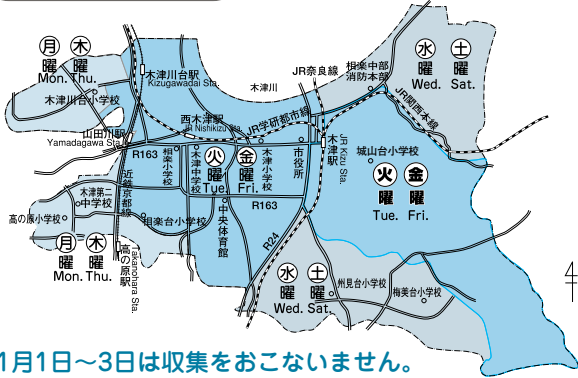 月曜 木曜
Mon. Thu.
木津川台駅
Kizugawadai Sta.
木津川
JR奈良線
相楽中部
消防本部
水曜 土曜
Wed. Sat.
木津川台小学校
JR関西本線
西木津駅
JR Nishikizu Sta.
JR学研都市線
山田川駅
Yamadagawa Sta.
R163
相楽小学校
木津中学校
火曜 金曜
Tue. Fri.
木津小学校
市役所
木津駅
JR Kizu Sta.
城山台小学校
火曜 金曜
Tue. Fri.
近鉄京都線
木津第二
中学校
高の原小学校
相楽台小学校
中央体育館
R163
R24
月曜 木曜
Mon. Thu.
高の原駅
Takanohara Sta.
水曜 土曜
Wed. Sat.
州見台小学校
梅美台小学校
1月1日～3日は収集をおこないません。